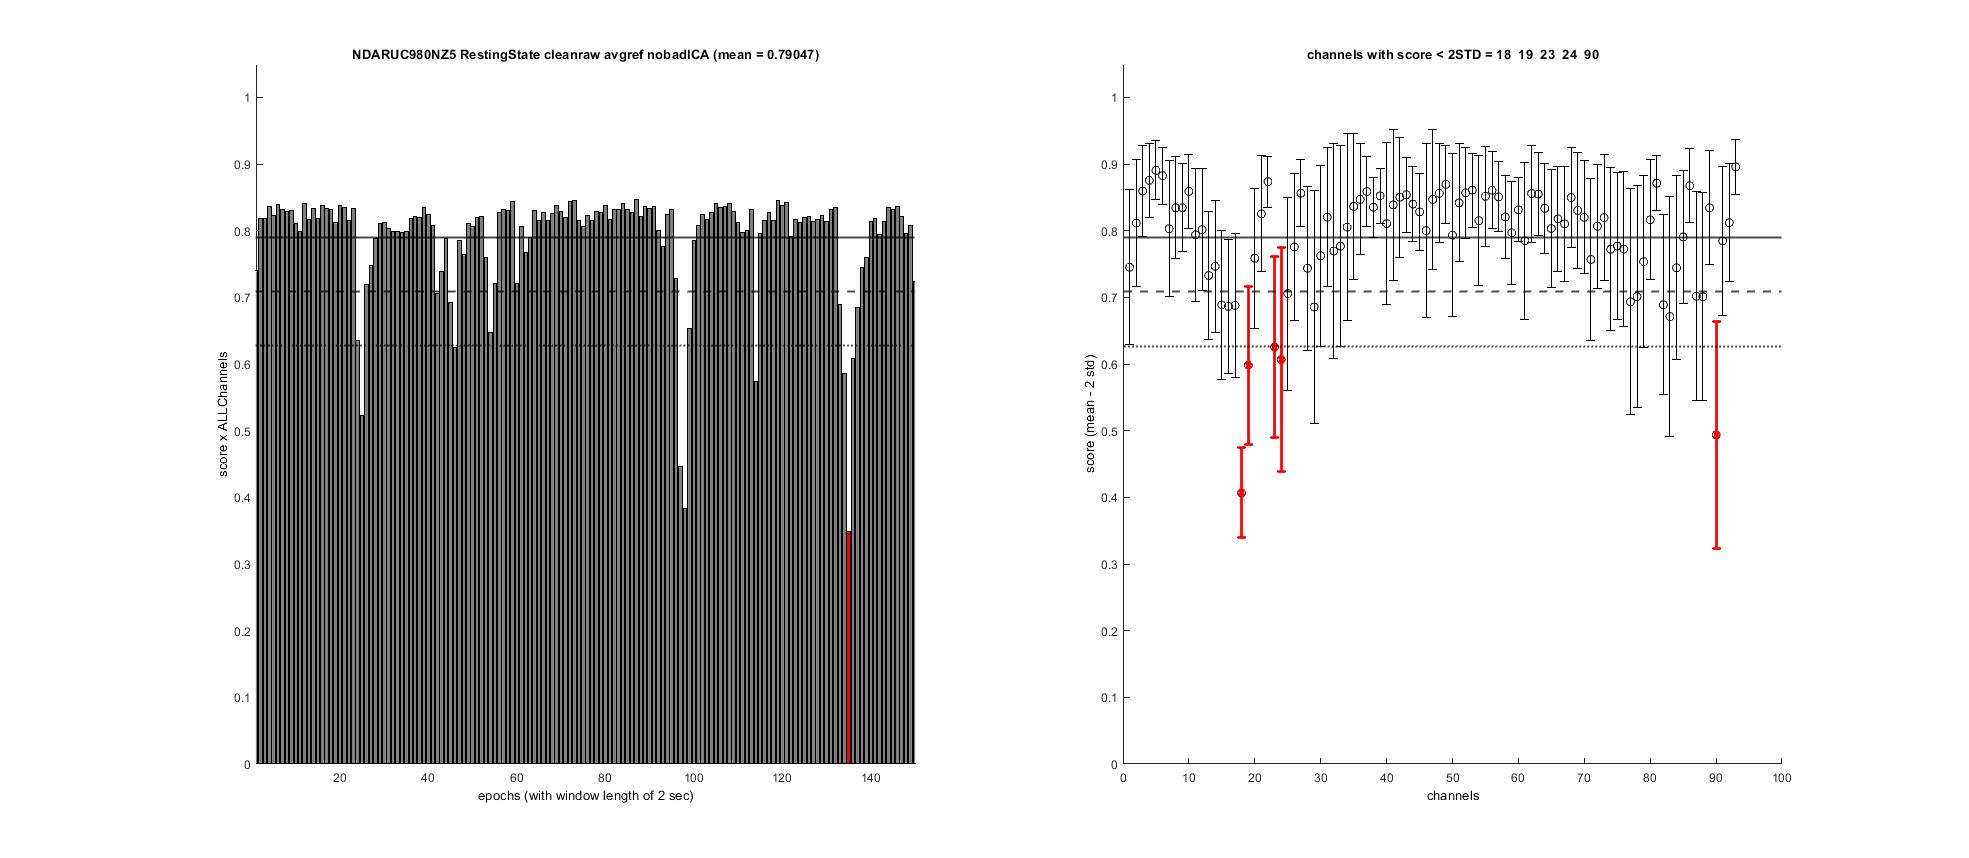 NDARUC980NZ5 RestingState cleanraw avgref nobadICA (mean = 0.79047)
score x ALL Channels
1
0.9
0.8
0.7
0.6
0.5
0.4
0.3
0.2
0.1
0
20 40 60 80 100 120 140
epochs (with window length of 2 sec)
channels with score < 2STD = 18 19 23 24 90
score (mean - 2 std)
1
0.9
0.8
0.7
0.6
0.5
0.4
0.3
0.2
0.1
0
0 10 20 30 40 50 60 70 80 90 100
channels